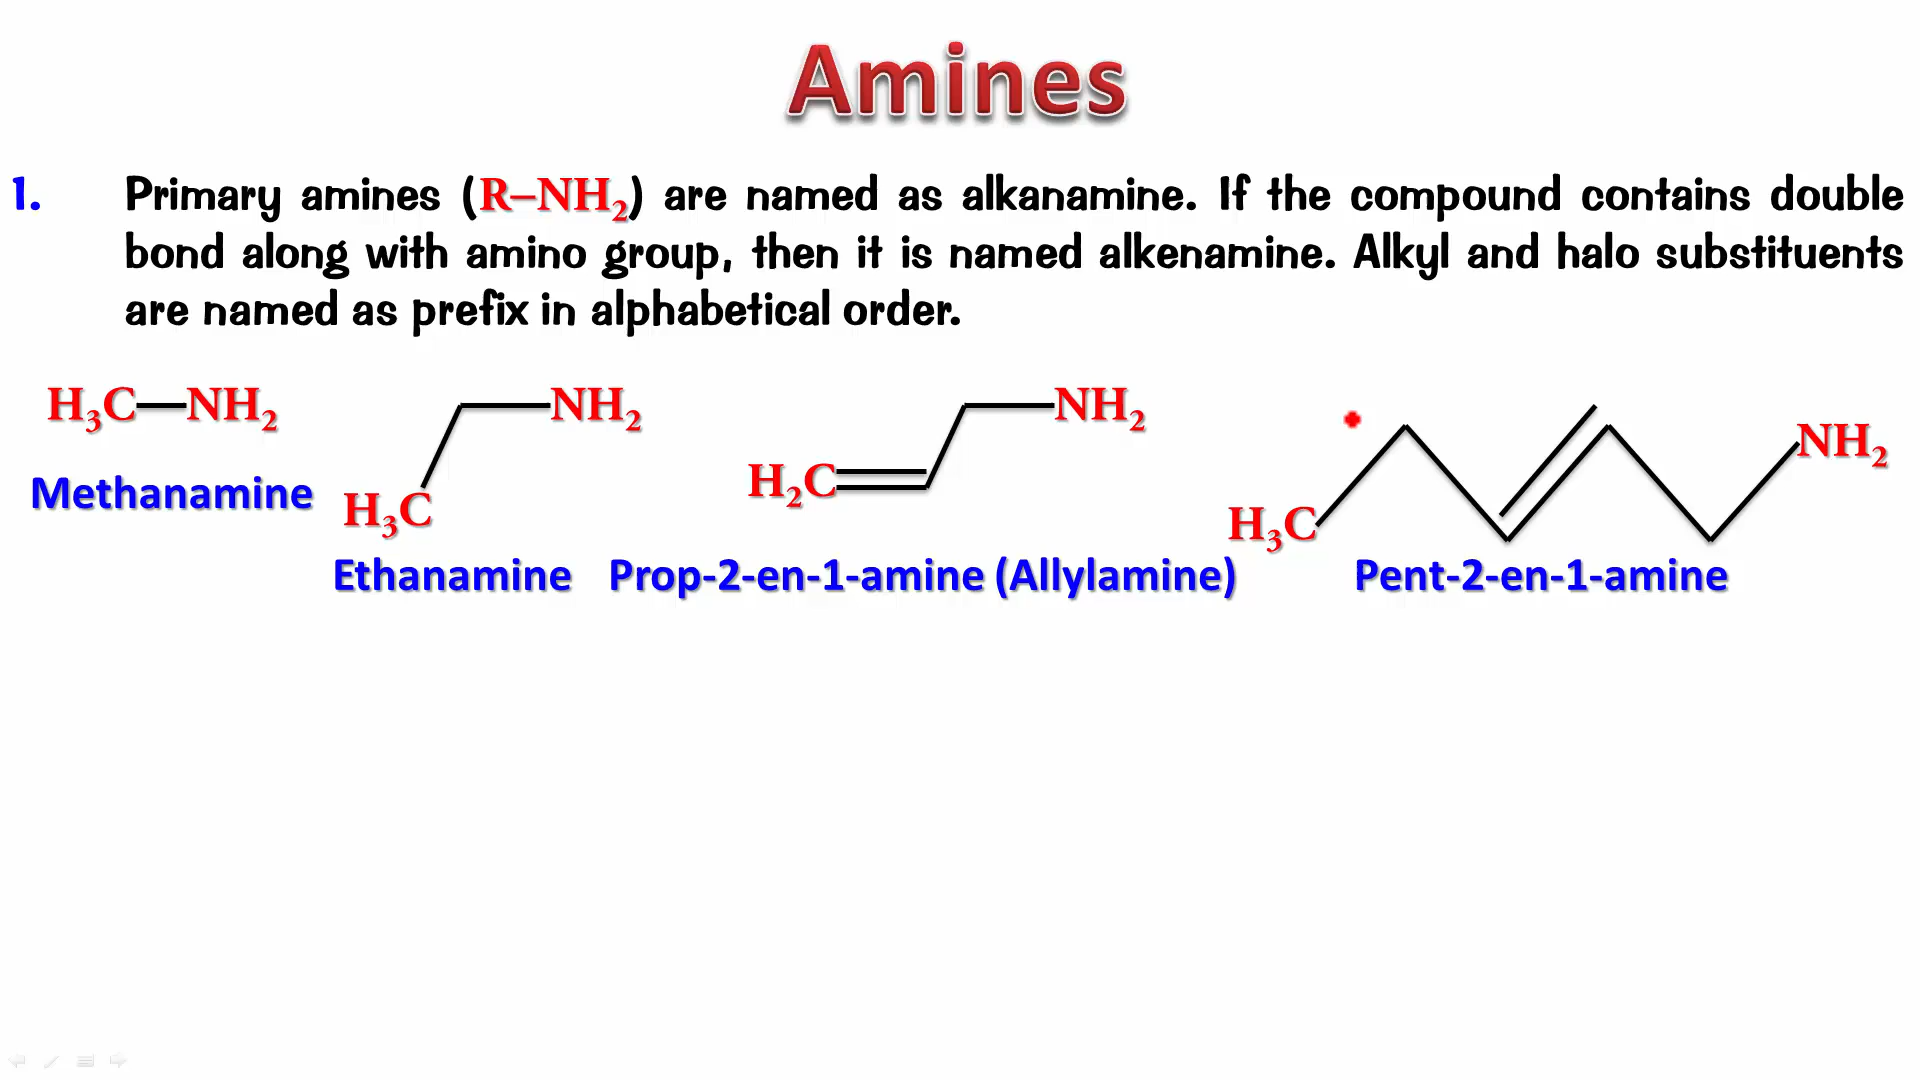 Amines
1. Primary amines (R–NH₂) are named as alkanamine. If the compound contains double
bond along with amino group, then it is named alkenamine. Alkyl and halo substituents
are named as prefix in alphabetical order.
H₃C—NH₂
NH₂
H₃C
NH₂
H₂C
NH₂
H₃C
Methanamine
Ethanamine Prop-2-en-1-amine (Allylamine) Pent-2-en-1-amine